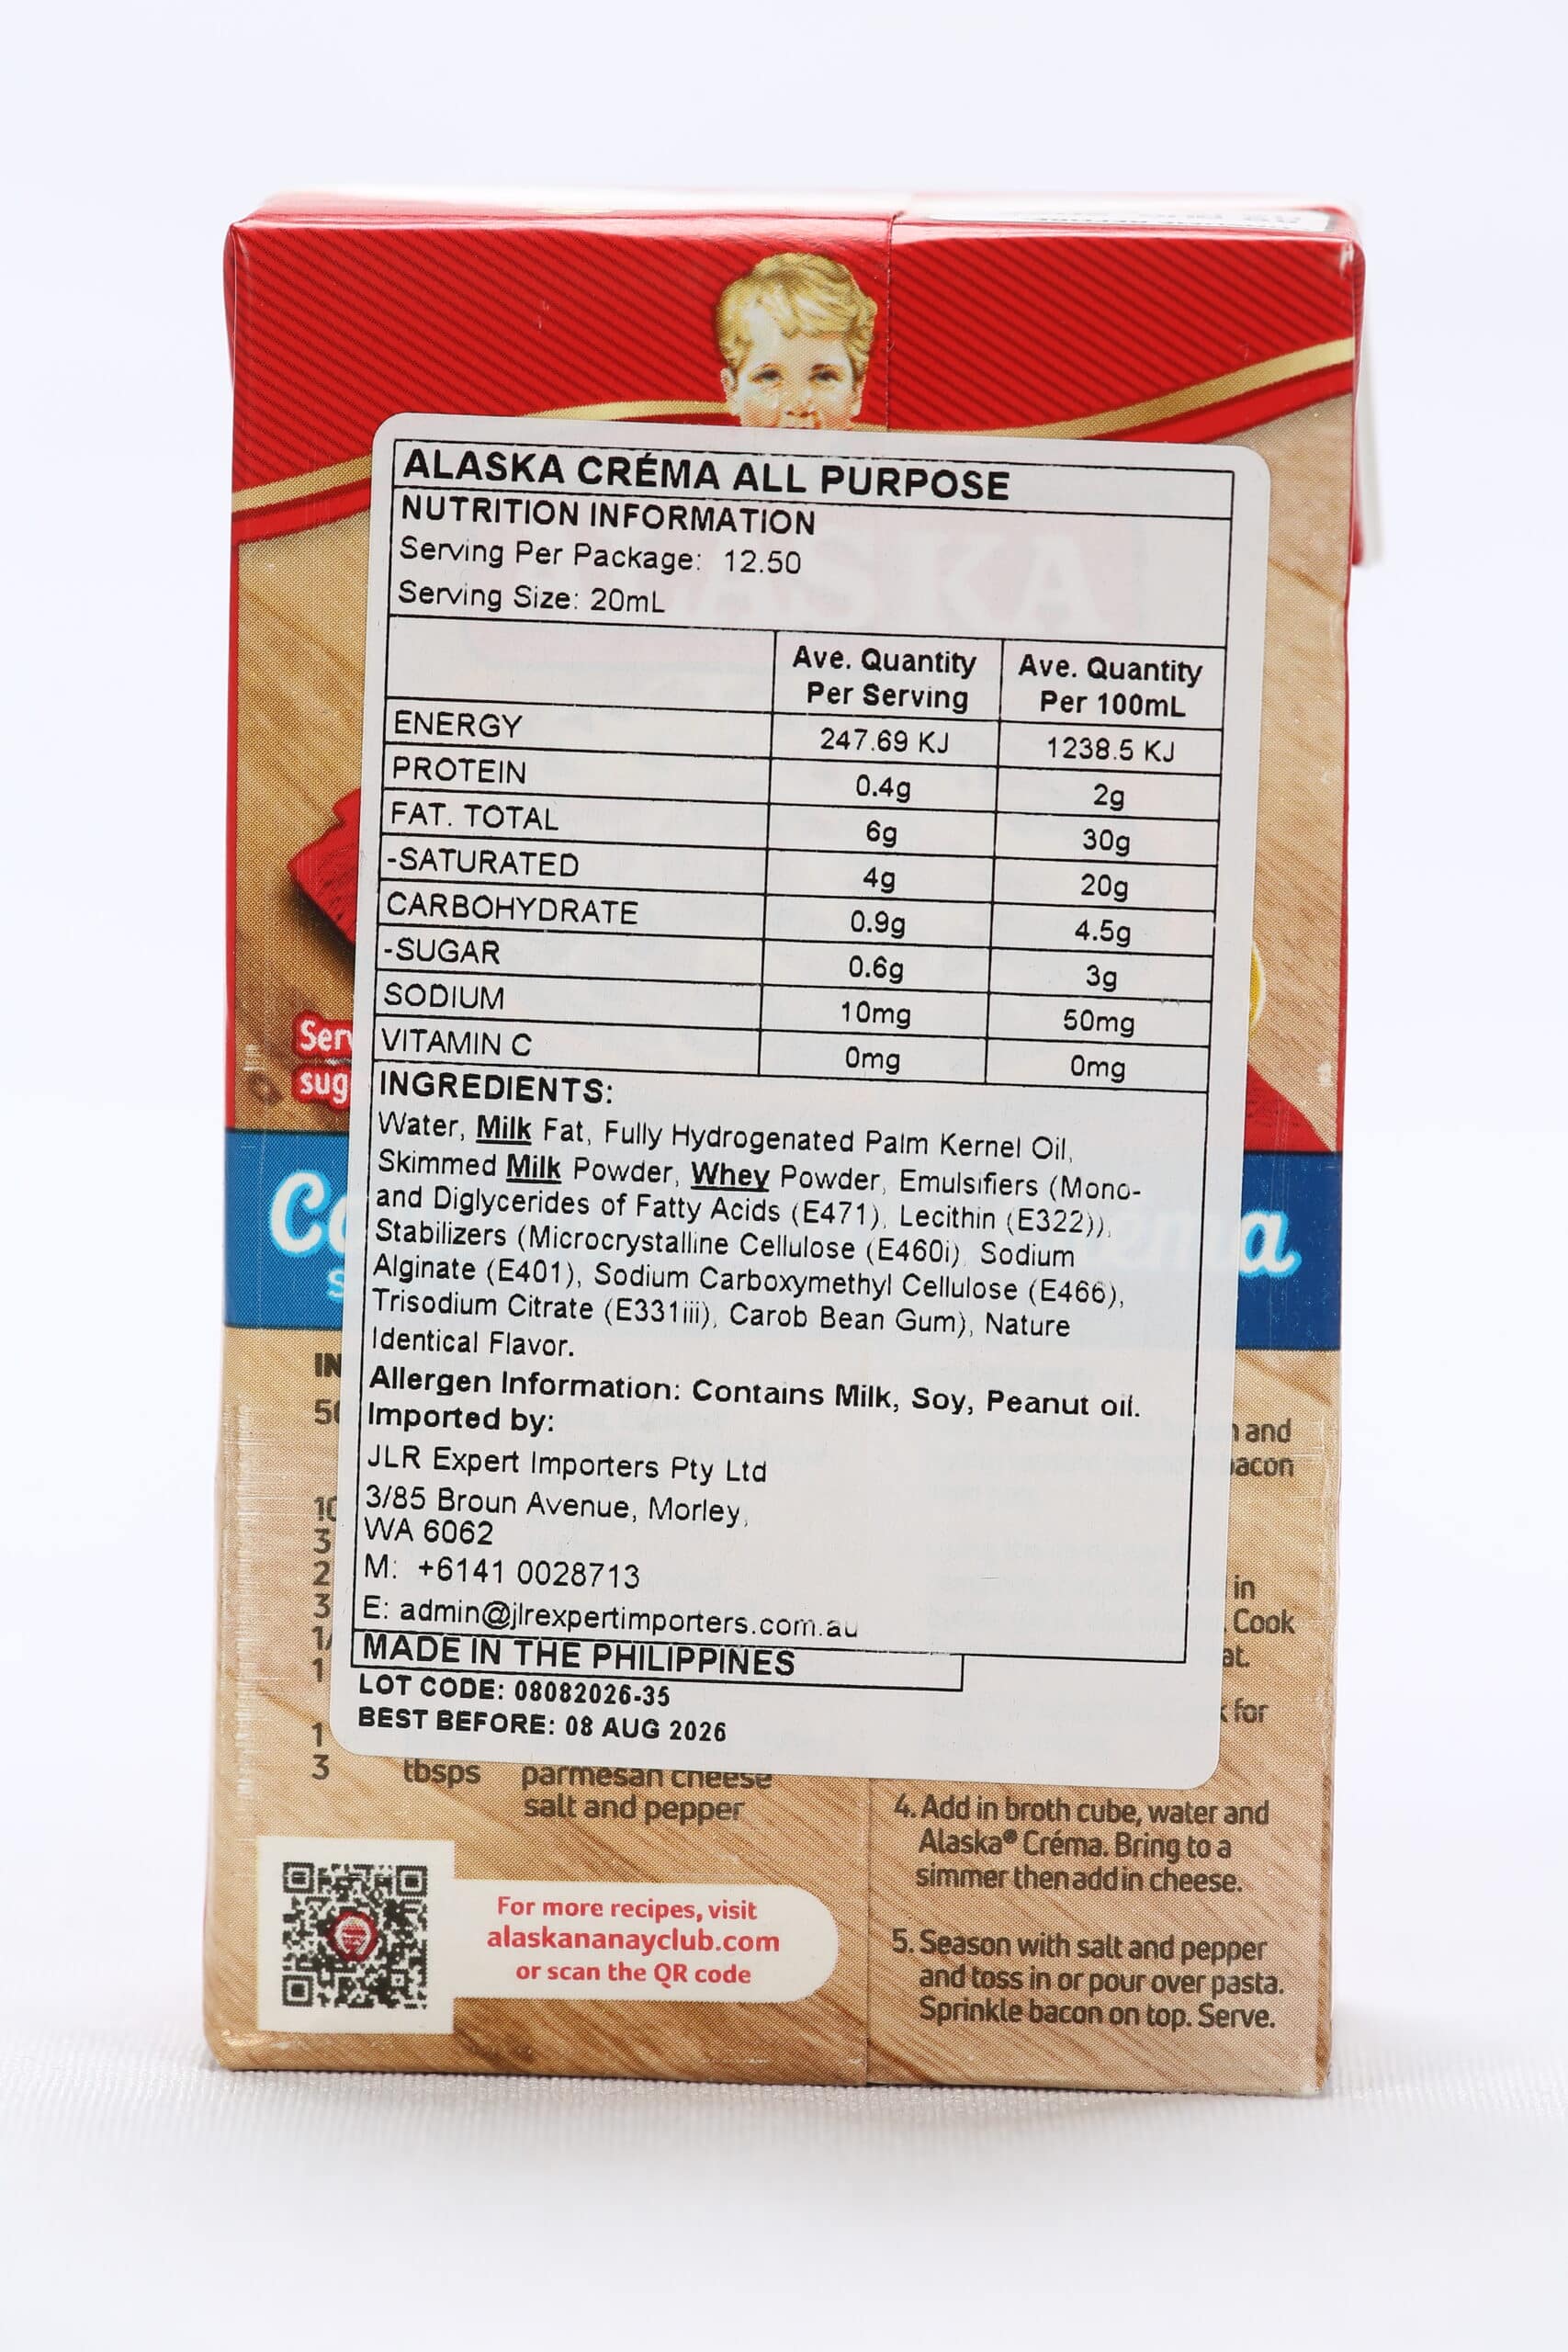 ALASKA CRÉMA ALL PURPOSE
NUTRITION INFORMATION
Serving Per Package: 12.50
Serving Size: 20mL
Ave. Quantity Per Serving Ave. Quantity Per 100mL
ENERGY 247.69 KJ 1238.5 KJ
PROTEIN 0.4g 2g
FAT. TOTAL 6g 30g
-SATURATED 4g 20g
CARBOHYDRATE 0.9g 4.5g
-SUGAR 0.6g 3g
SODIUM 10mg 50mg
VITAMIN C 0mg 0mg
INGREDIENTS:
Water, Milk Fat, Fully Hydrogenated Palm Kernel Oil,
Skimmed Milk Powder, Whey Powder, Emulsifiers (Mono-
and Diglycerides of Fatty Acids (E471), Lecithin (E322)),
Stabilizers (Microcrystalline Cellulose (E460i) Sodium
Alginate (E401), Sodium Carboxymethyl Cellulose (E466),
Trisodium Citrate (E331iii), Carob Bean Gum), Nature
Identical Flavor.
Allergen Information: Contains Milk, Soy, Peanut oil.
Imported by:
JLR Expert Importers Pty Ltd
3/85 Broun Avenue, Morley,
WA 6062
M: +6141 0028713
E: admin@jlrexpertimporters.com.au
MADE IN THE PHILIPPINES
LOT CODE: 08082026-35
BEST BEFORE: 08 AUG 2026
and
in
Cook
for
1
3 tbsps parmesan cheese
salt and pepper
4. Add in broth cube, water and
Alaska® Créma. Bring to a
simmer then add in cheese.
5. Season with salt and pepper
and toss in or pour over pasta.
Sprinkle bacon on top. Serve.
For more recipes, visit
alaskananayclub.com
or scan the QR code